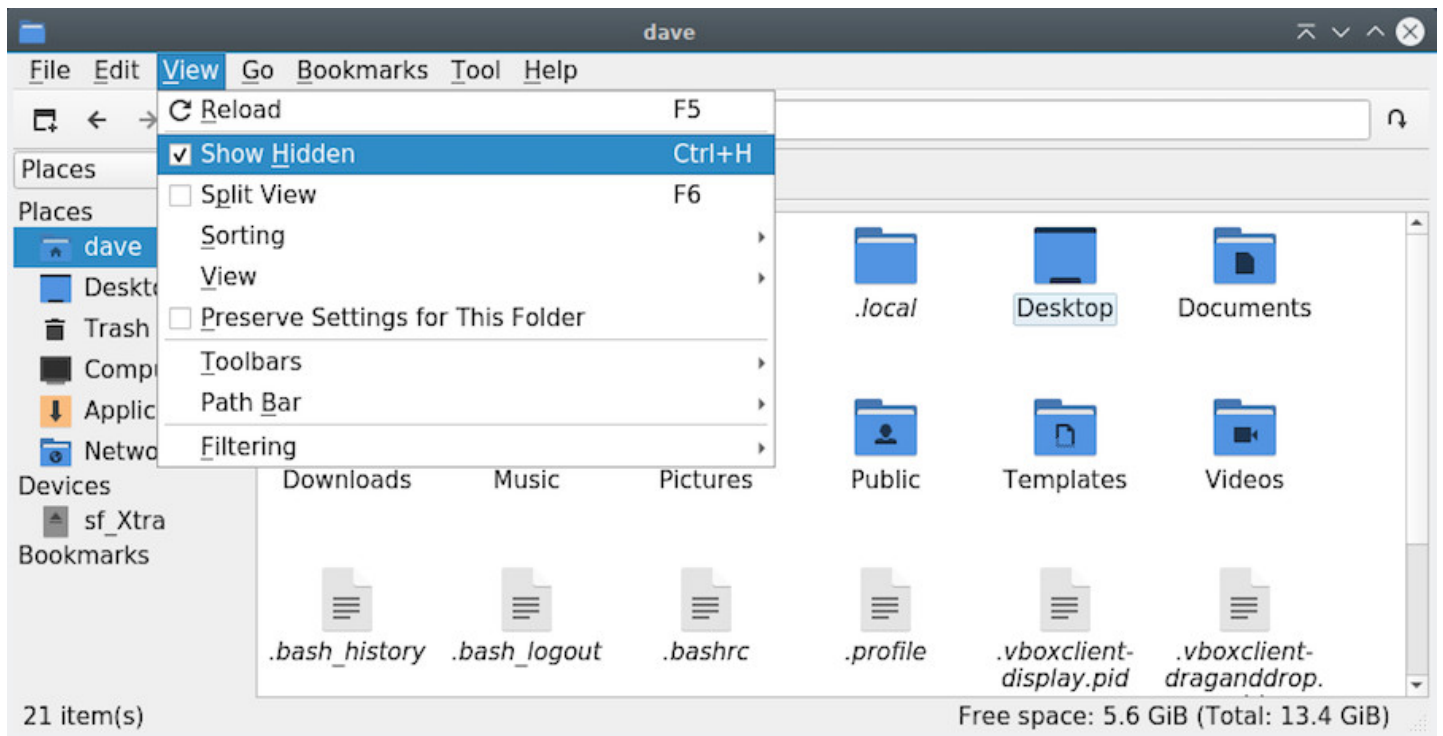 dave
File Edit View Go Bookmarks Tool Help
Reload F5
Show Hidden Ctrl+H
Split View F6
Sorting
View
Preserve Settings for This Folder
Toolbars
Path Bar
Filtering
Places
Places
dave
Deskto
Trash
Compu
Applic
Netwo
Devices
sf_Xtra
Bookmarks
.local Desktop Documents
Downloads Music Pictures Public Templates Videos
.bash_history .bash_logout .bashrc .profile .vboxclient- .vboxclient-
display.pid draganddrop.
21 item(s) Free space: 5.6 GiB (Total: 13.4 GiB)